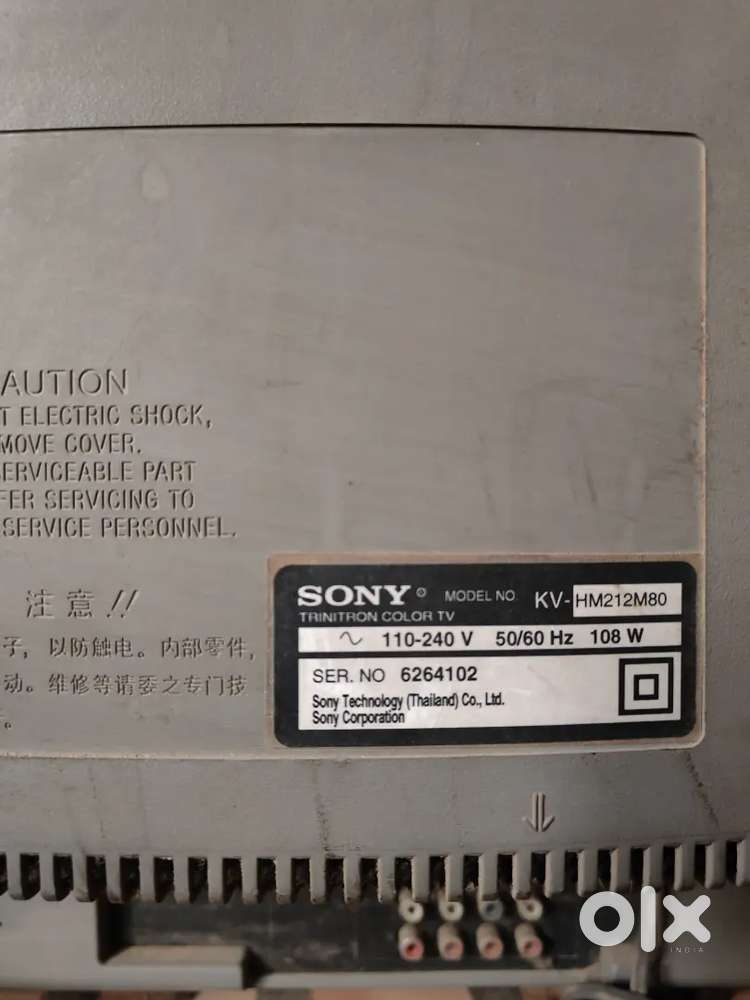 AUTION
T ELECTRIC SHOCK,
MOVE COVER.
SERVICEABLE PART
FER SERVICING TO
SERVICE PERSONNEL.
注意!!
子，以防触电。内部零件，
动。维修等请委之专门技
。
SONY® MODEL NO. KV-HM212M80
TRINITRON COLOR TV
~ 110-240 V 50/60 Hz 108 W
SER. NO 6264102
Sony Technology (Thailand) Co., Ltd.
Sony Corporation
olx
INDIA